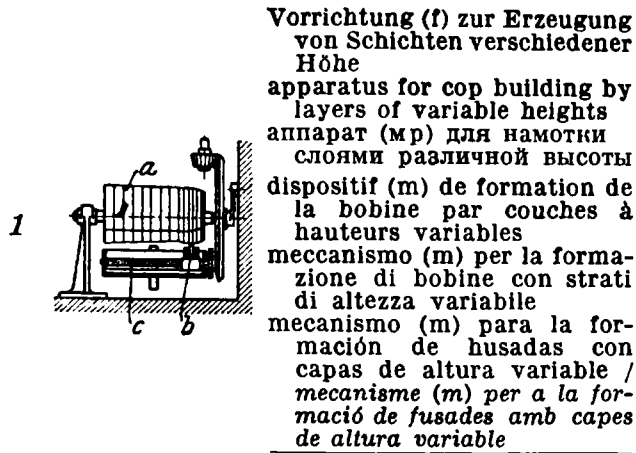 Vorrichtung (f) zur Erzeugung
von Schichten verschiedener
Höhe
apparatus for cop building by
layers of variable heights
аппарат (м р) для намотки
слоями различной высоты
dispositif (m) de formation de
la bobine par couches à
hauteurs variables
meccanismo (m) per la forma-
zione di bobine con strati
di altezza variabile
mecanismo (m) para la for-
mación de husadas con
capas de altura variable /
mecanisme (m) per a la for-
mació de fusades amb capes
de altura variable
1
a
c b